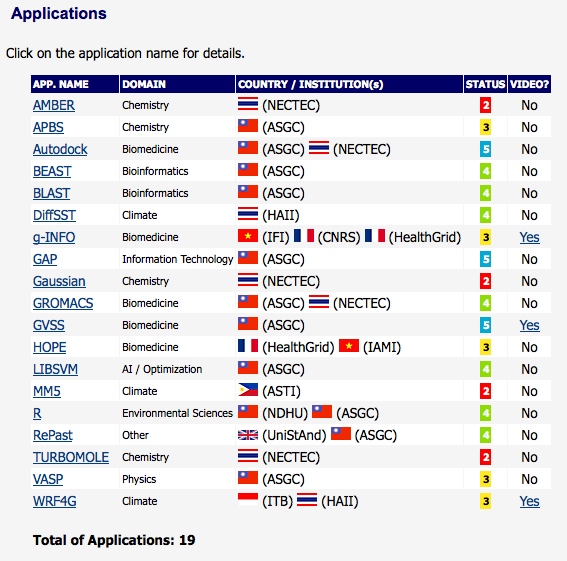 Applications
Click on the application name for details.
APP. NAME DOMAIN COUNTRY / INSTITUTION(s) STATUS VIDEO?
AMBER Chemistry (NECTEC) 2 No
APBS Chemistry (ASGC) 3 No
Autodock Biomedicine (ASGC) (NECTEC) 5 No
BEAST Bioinformatics (ASGC) 4 No
BLAST Bioinformatics (ASGC) 4 No
DiffSST Climate (HAII) 4 No
g-INFO Biomedicine (IFI) (CNRS) (HealthGrid) 3 Yes
GAP Information Technology (ASGC) 5 No
Gaussian Chemistry (NECTEC) 2 No
GROMACS Biomedicine (ASGC) (NECTEC) 4 No
GVSS Biomedicine (ASGC) 5 Yes
HOPE Biomedicine (HealthGrid) (IAMI) 3 No
LIBSVM AI / Optimization (ASGC) 4 No
MM5 Climate (ASTI) 2 No
R Environmental Sciences (NDHU) (ASGC) 4 No
RePast Other (UniStAnd) (ASGC) 4 No
TURBOMOLE Chemistry (NECTEC) 2 No
VASP Physics (ASGC) 3 No
WRF4G Climate (ITB) (HAII) 3 Yes
Total of Applications: 19